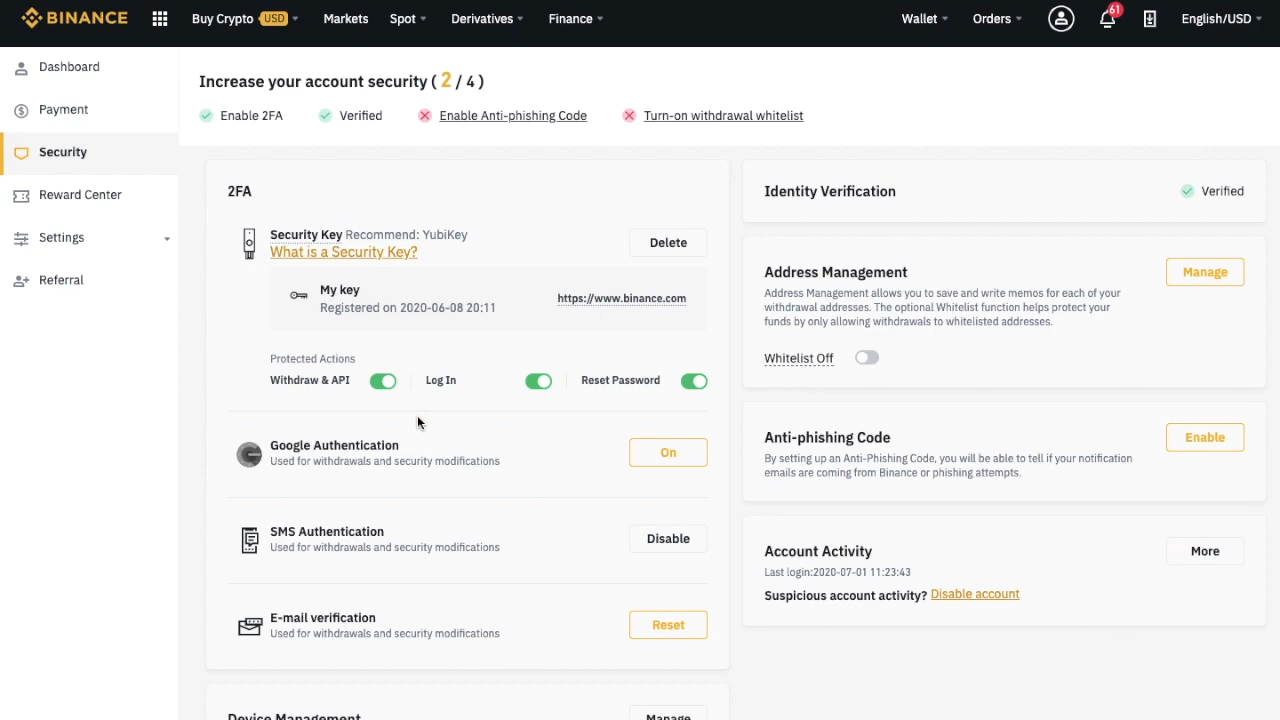 BINANCE
Buy Crypto USD
Markets
Spot
Derivatives
Finance
Wallet
Orders
61
English/USD
Dashboard
Payment
Security
Reward Center
Settings
Referral
Increase your account security ( 2 / 4 )
Enable 2FA
Verified
Enable Anti-phishing Code
Turn-on withdrawal whitelist
2FA
Security Key Recommend: YubiKey
What is a Security Key?
Delete
My key
Registered on 2020-06-08 20:11
https://www.binance.com
Protected Actions
Withdraw & API
Log In
Reset Password
Google Authentication
Used for withdrawals and security modifications
On
SMS Authentication
Used for withdrawals and security modifications
Disable
E-mail verification
Used for withdrawals and security modifications
Reset
Device Management
Manage
Identity Verification
Verified
Address Management
Manage
Address Management allows you to save and write memos for each of your
withdrawal addresses. The optional Whitelist function helps protect your
funds by only allowing withdrawals to whitelisted addresses.
Whitelist Off
Anti-phishing Code
Enable
By setting up an Anti-Phishing Code, you will be able to tell if your notification
emails are coming from Binance or phishing attempts.
Account Activity
More
Last login:2020-07-01 11:23:43
Suspicious account activity? Disable account